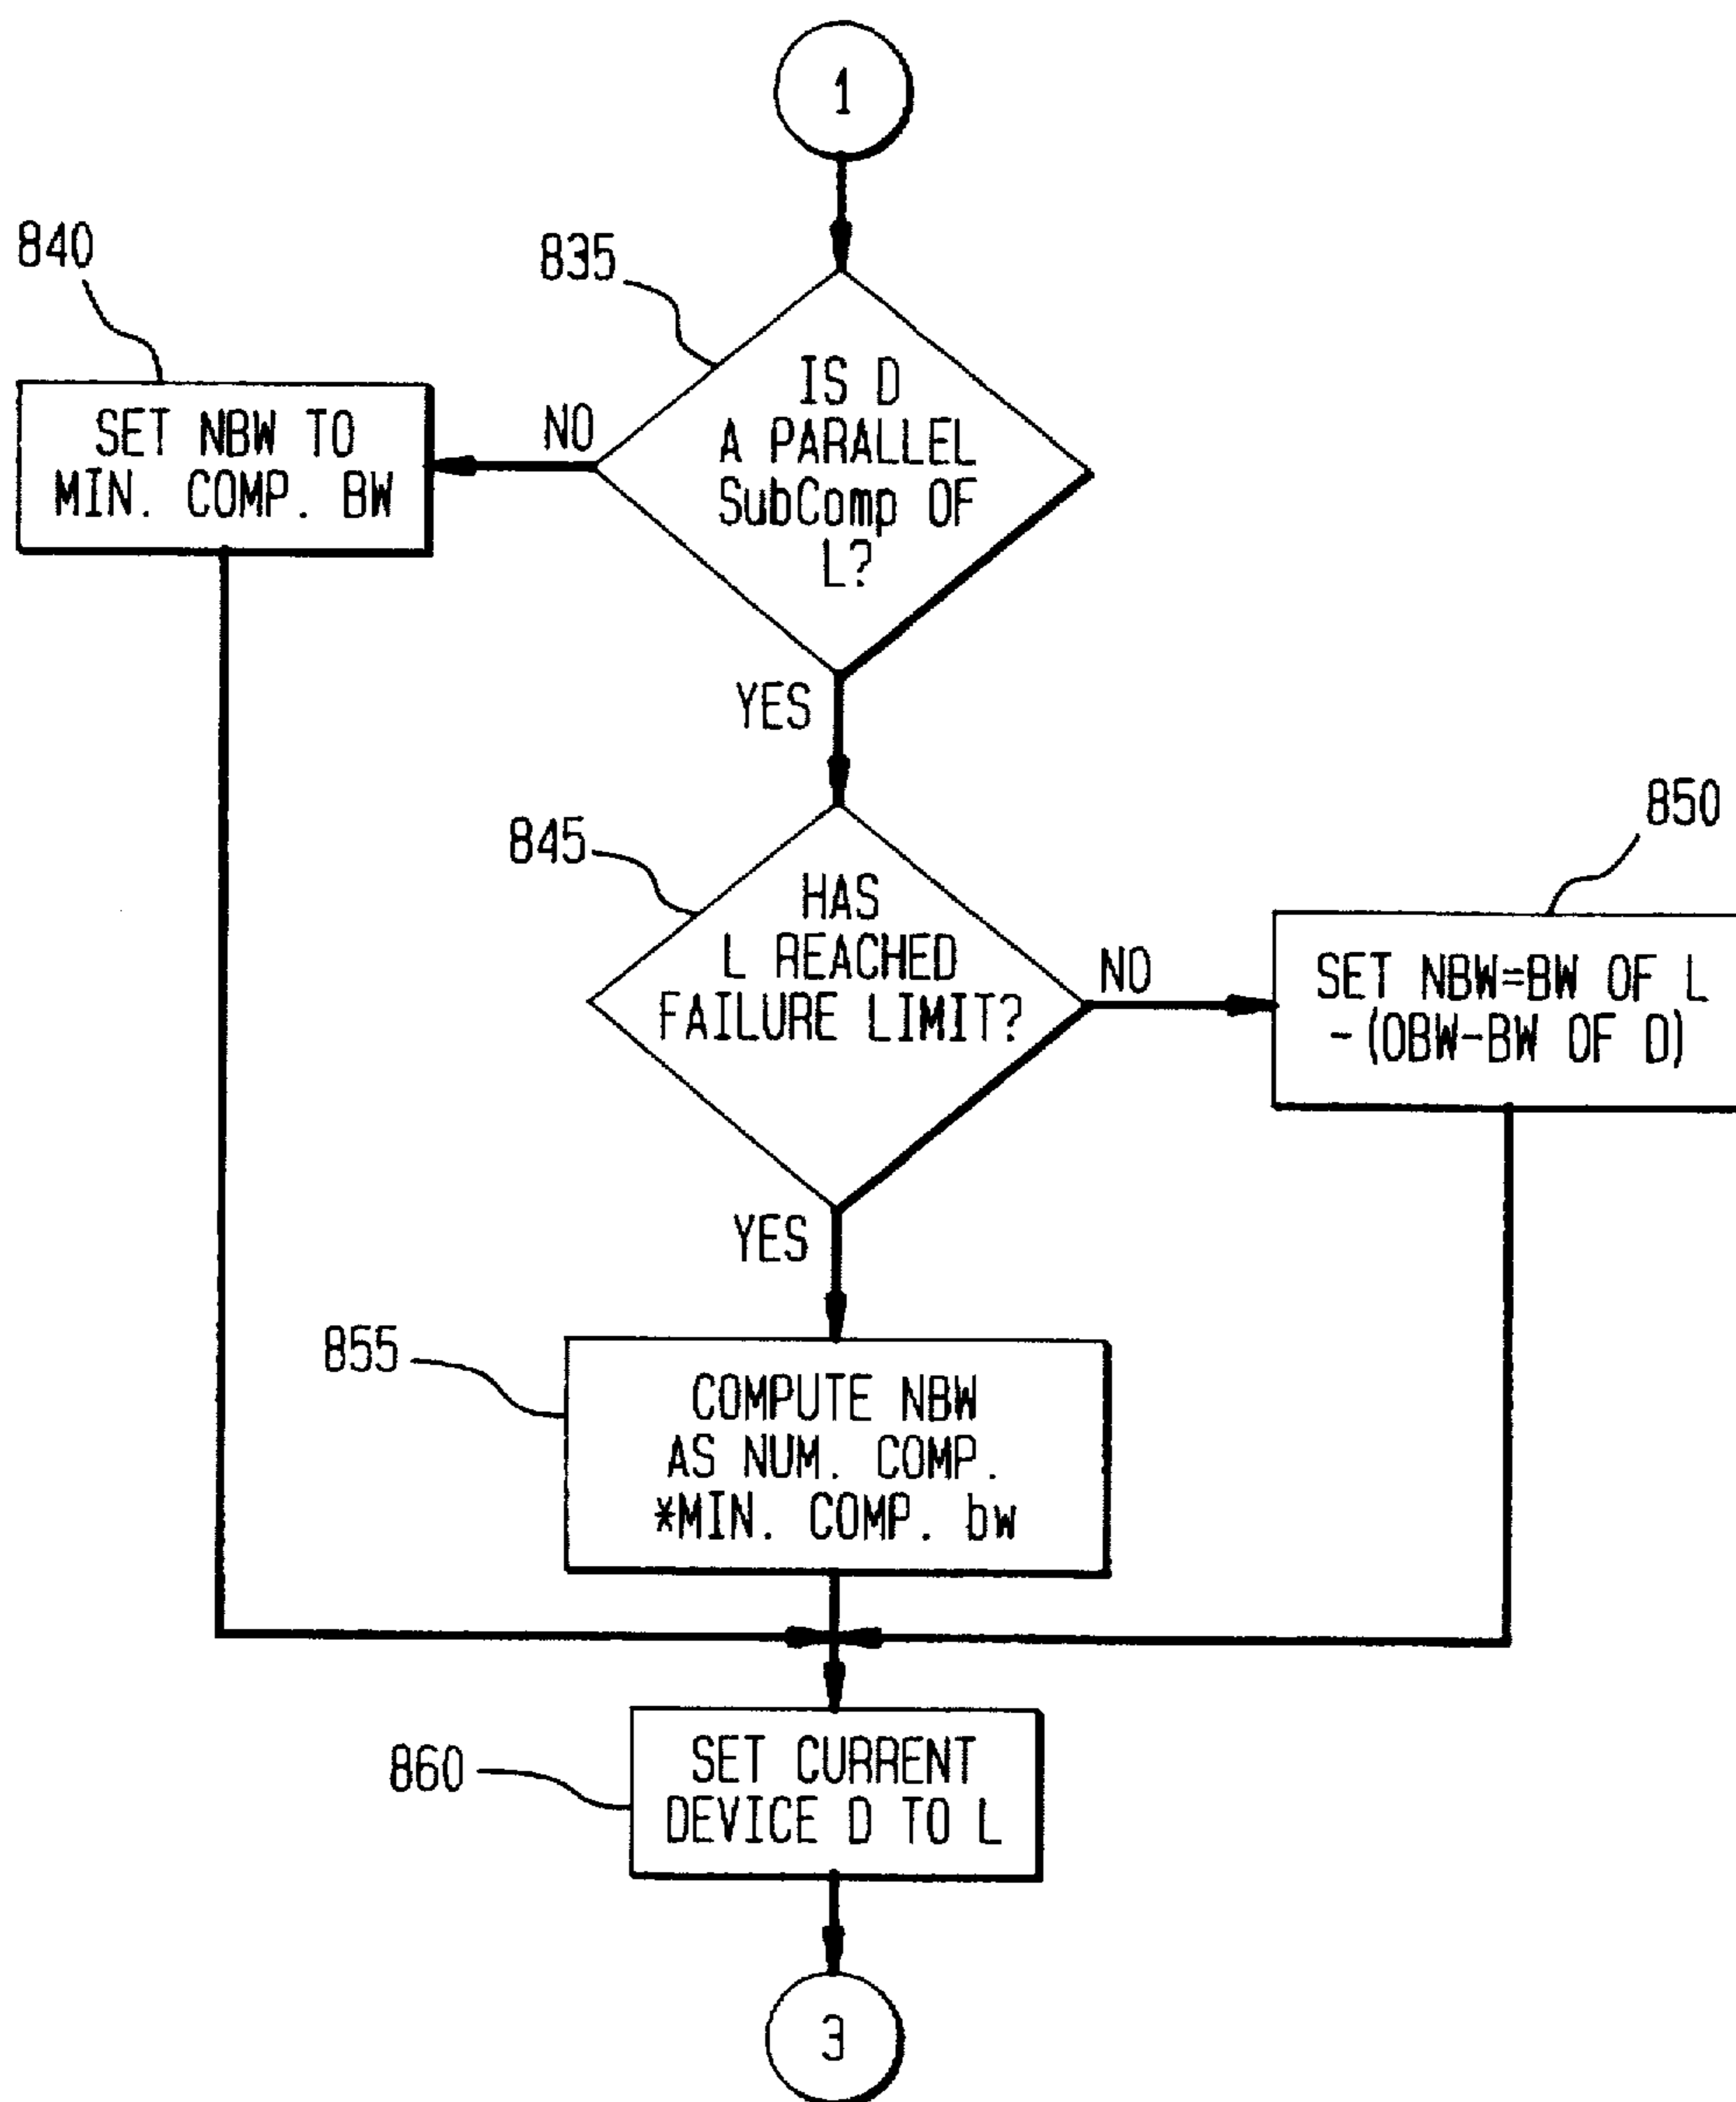 1
840
835
SET NBW TO
MIN. COMP. BW
NO
IS D
A PARALLEL
SubComp OF
L?
YES
845
HAS
L REACHED
FAILURE LIMIT?
NO
850
SET NBW=BW OF L
-(OBW-BW OF D)
YES
855
COMPUTE NBW
AS NUM. COMP.
*MIN. COMP. bw
860
SET CURRENT
DEVICE D TO L
3